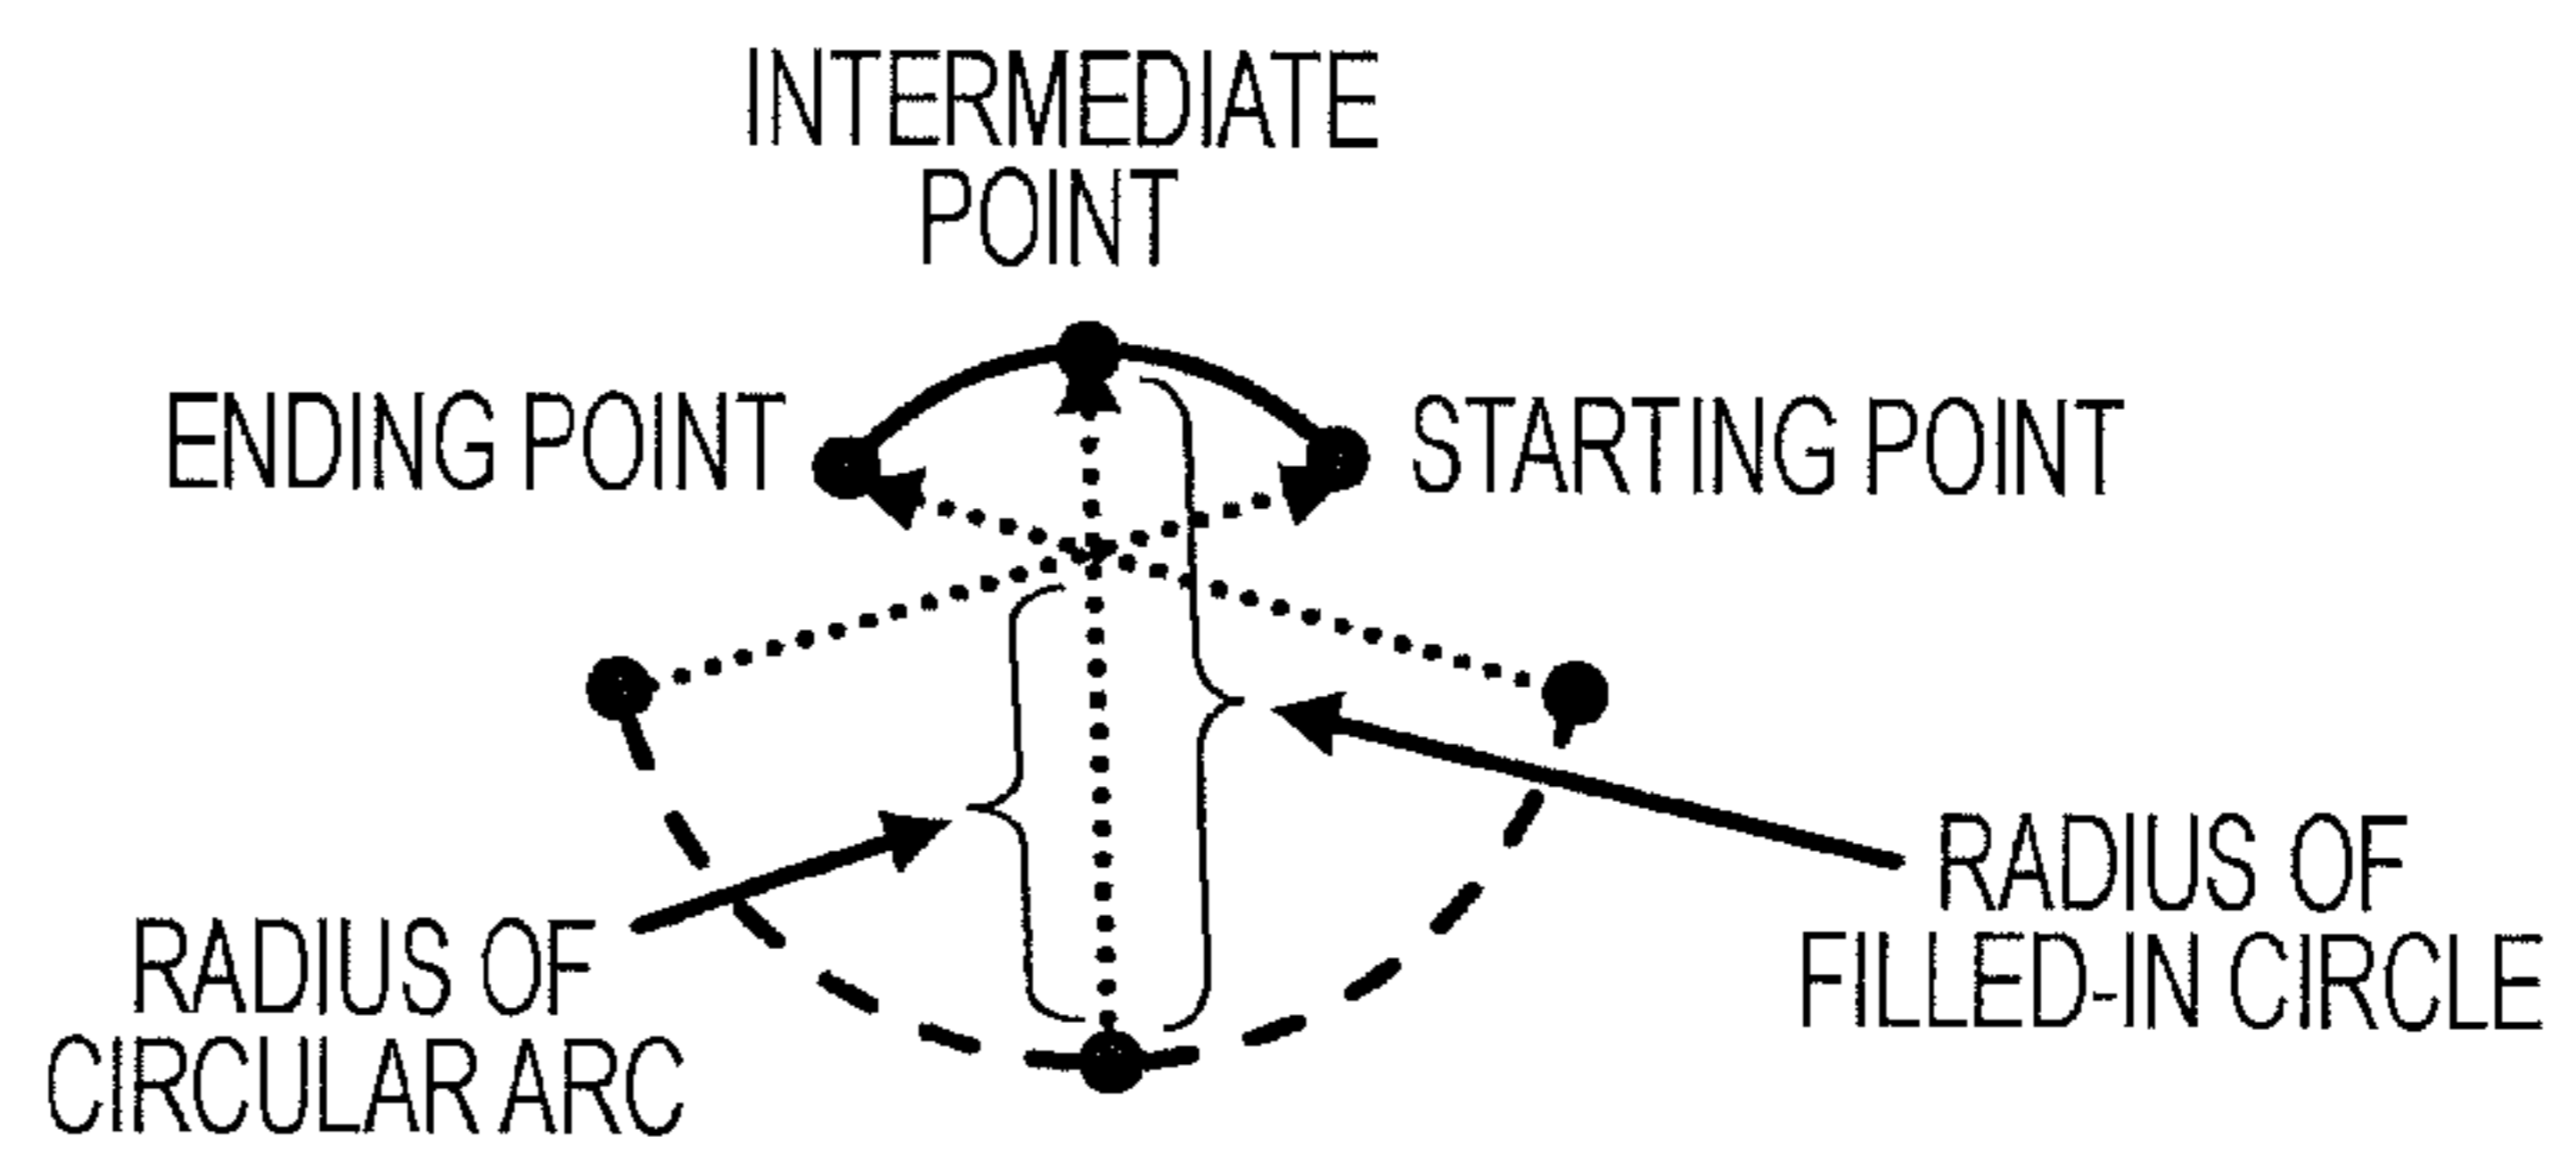 INTERMEDIATE
POINT
ENDING POINT
STARTING POINT
RADIUS OF
CIRCULAR ARC
RADIUS OF
FILLED-IN CIRCLE